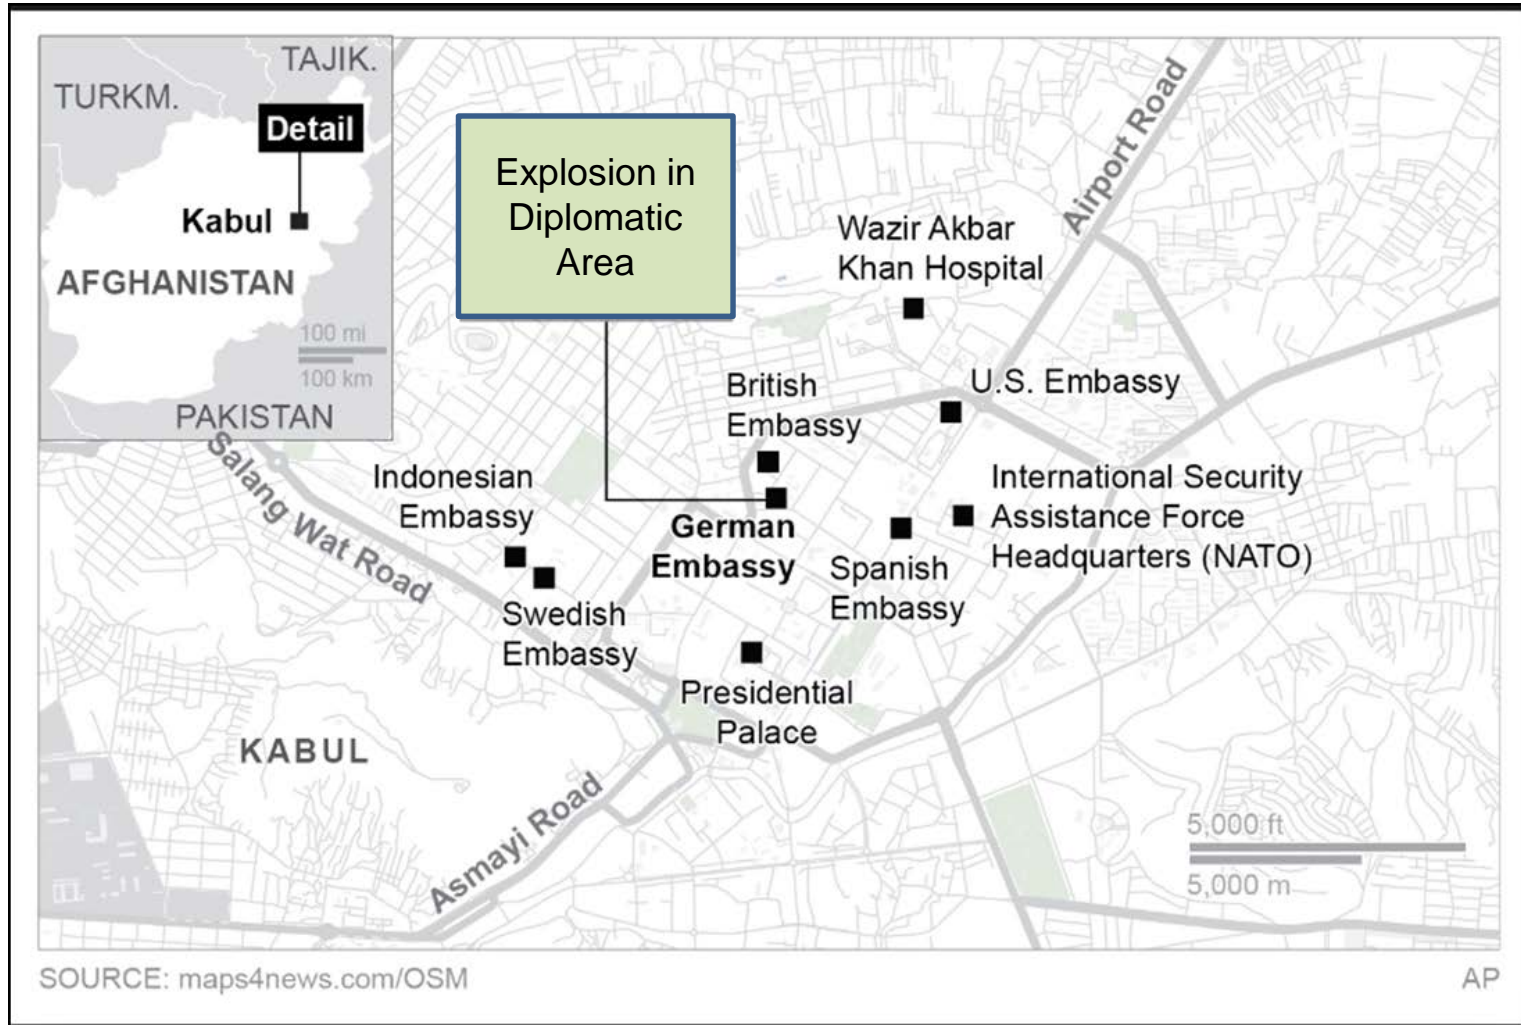 TAJIK.
TURKM.
Detail
Kabul
AFGHANISTAN
100 mi
100 km
PAKISTAN
Explosion in
Diplomatic
Area
Airport Road
Wazir Akbar
Khan Hospital
British
Embassy
U.S. Embassy
Salang Wat Road
Indonesian
Embassy
German
Embassy
International Security
Assistance Force
Headquarters (NATO)
Spanish
Embassy
Swedish
Embassy
Presidential
Palace
KABUL
Asmayi Road
5,000 ft
5,000 m
SOURCE: maps4news.com/OSM
AP